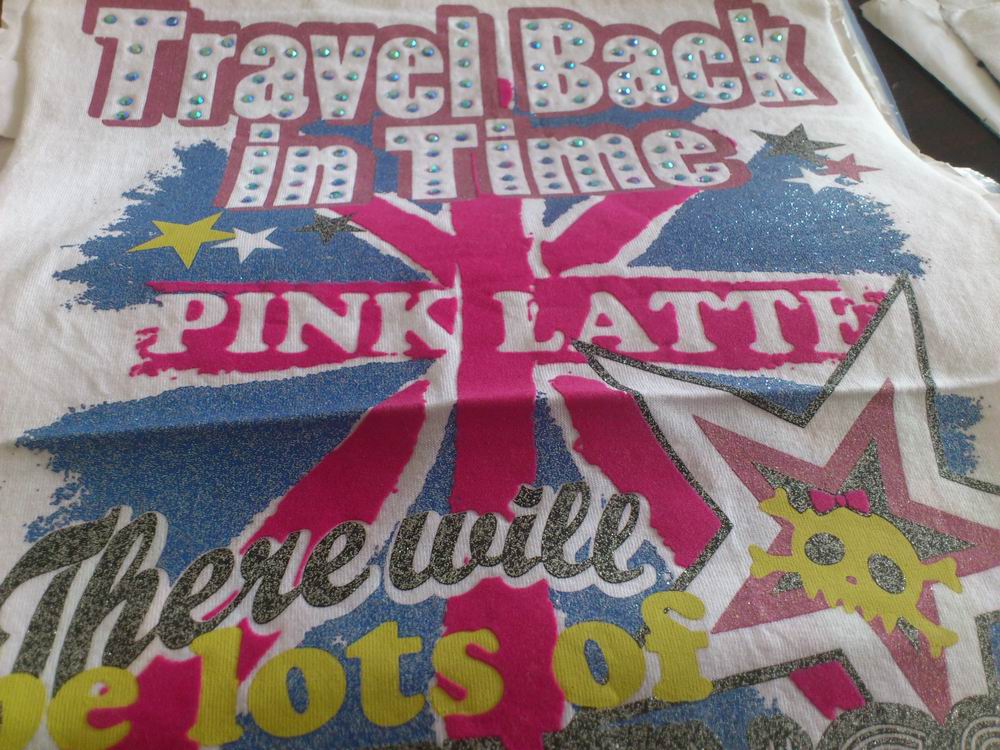 Travel Back
in Time
PINK LATTE
There will
be lots of